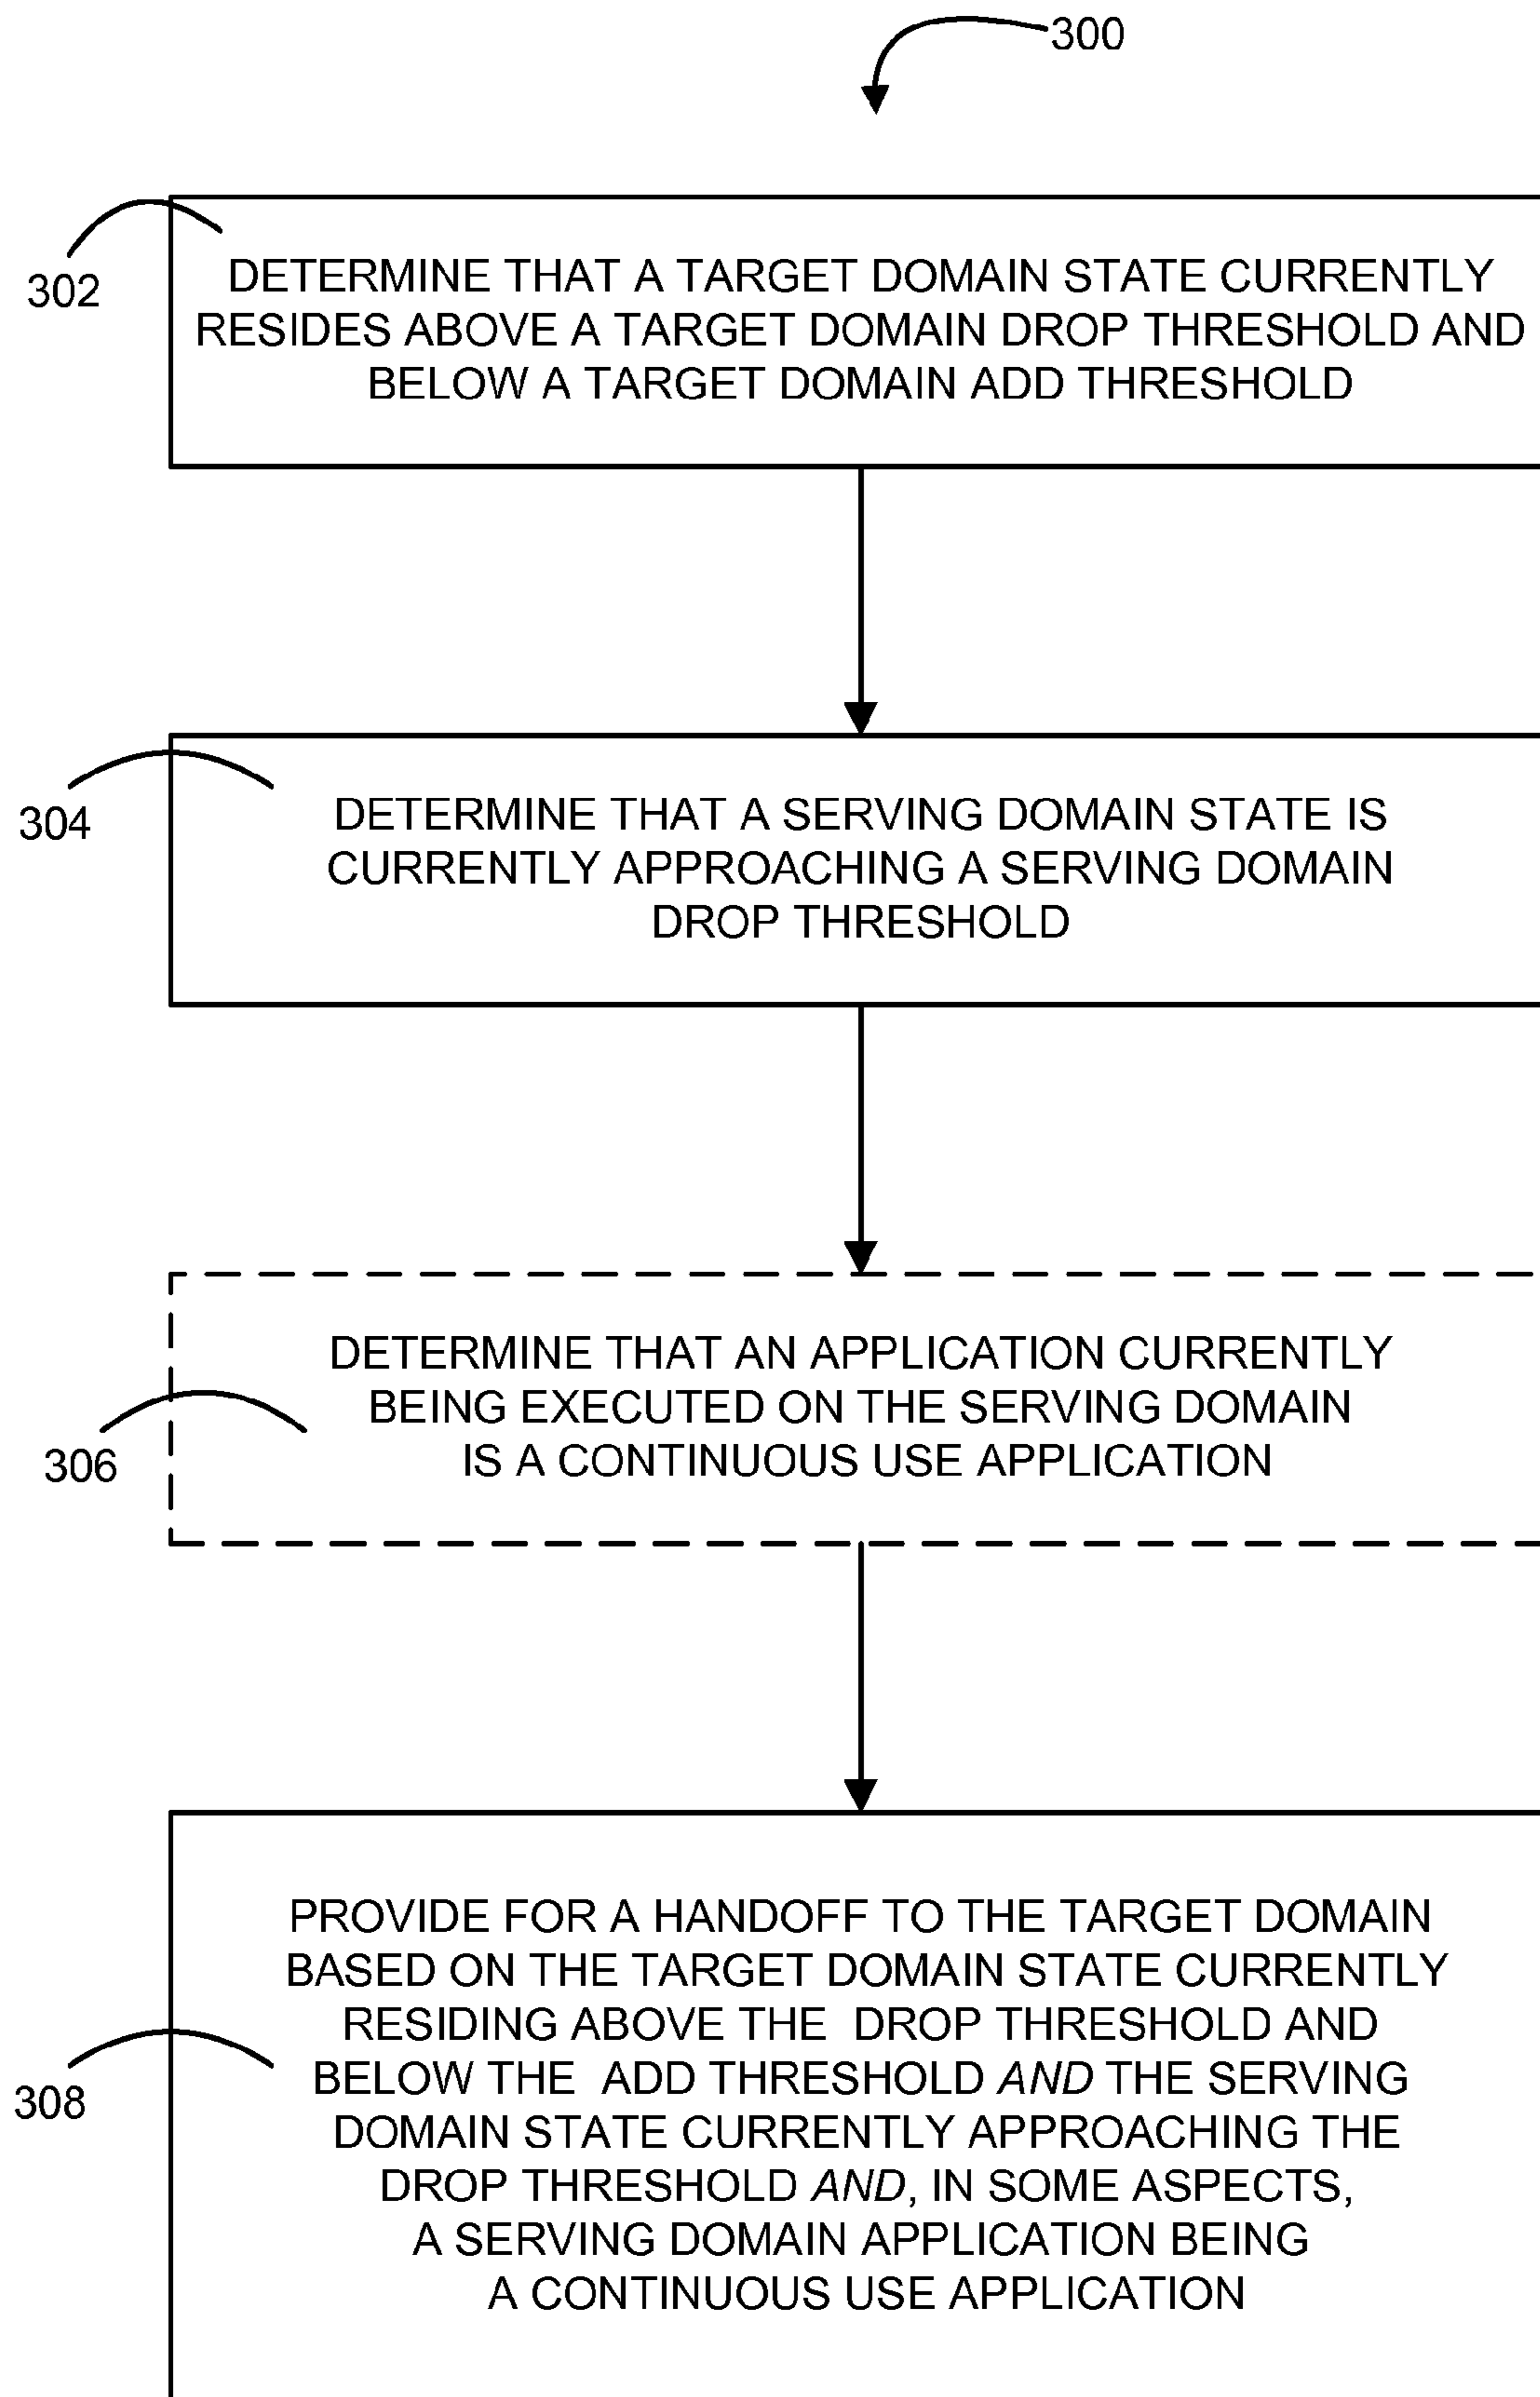 300
302
DETERMINE THAT A TARGET DOMAIN STATE CURRENTLY
RESIDES ABOVE A TARGET DOMAIN DROP THRESHOLD AND
BELOW A TARGET DOMAIN ADD THRESHOLD
304
DETERMINE THAT A SERVING DOMAIN STATE IS
CURRENTLY APPROACHING A SERVING DOMAIN
DROP THRESHOLD
306
DETERMINE THAT AN APPLICATION CURRENTLY
BEING EXECUTED ON THE SERVING DOMAIN
IS A CONTINUOUS USE APPLICATION
308
PROVIDE FOR A HANDOFF TO THE TARGET DOMAIN
BASED ON THE TARGET DOMAIN STATE CURRENTLY
RESIDING ABOVE THE DROP THRESHOLD AND
BELOW THE ADD THRESHOLD AND THE SERVING
DOMAIN STATE CURRENTLY APPROACHING THE
DROP THRESHOLD AND, IN SOME ASPECTS,
A SERVING DOMAIN APPLICATION BEING
A CONTINUOUS USE APPLICATION